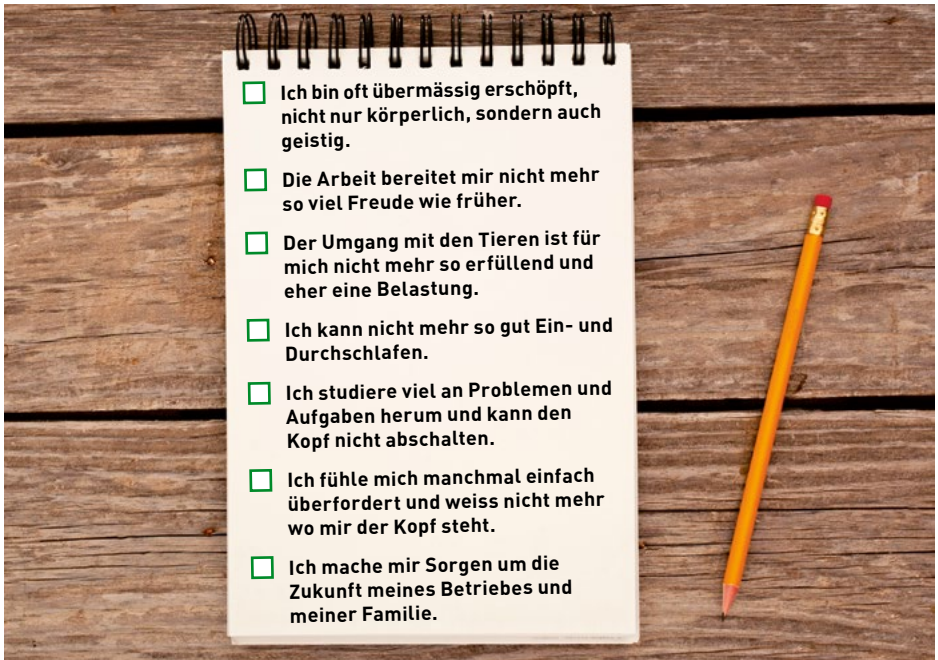 Ich bin oft übermässig erschöpft,
nicht nur körperlich, sondern auch
geistig.
Die Arbeit bereitet mir nicht mehr
so viel Freude wie früher.
Der Umgang mit den Tieren ist für
mich nicht mehr so erfüllend und
eher eine Belastung.
Ich kann nicht mehr so gut Ein- und
Durchschlafen.
Ich studiere viel an Problemen und
Aufgaben herum und kann den
Kopf nicht abschalten.
Ich fühle mich manchmal einfach
überfordert und weiss nicht mehr
wo mir der Kopf steht.
Ich mache mir Sorgen um die
Zukunft meines Betriebes und
meiner Familie.